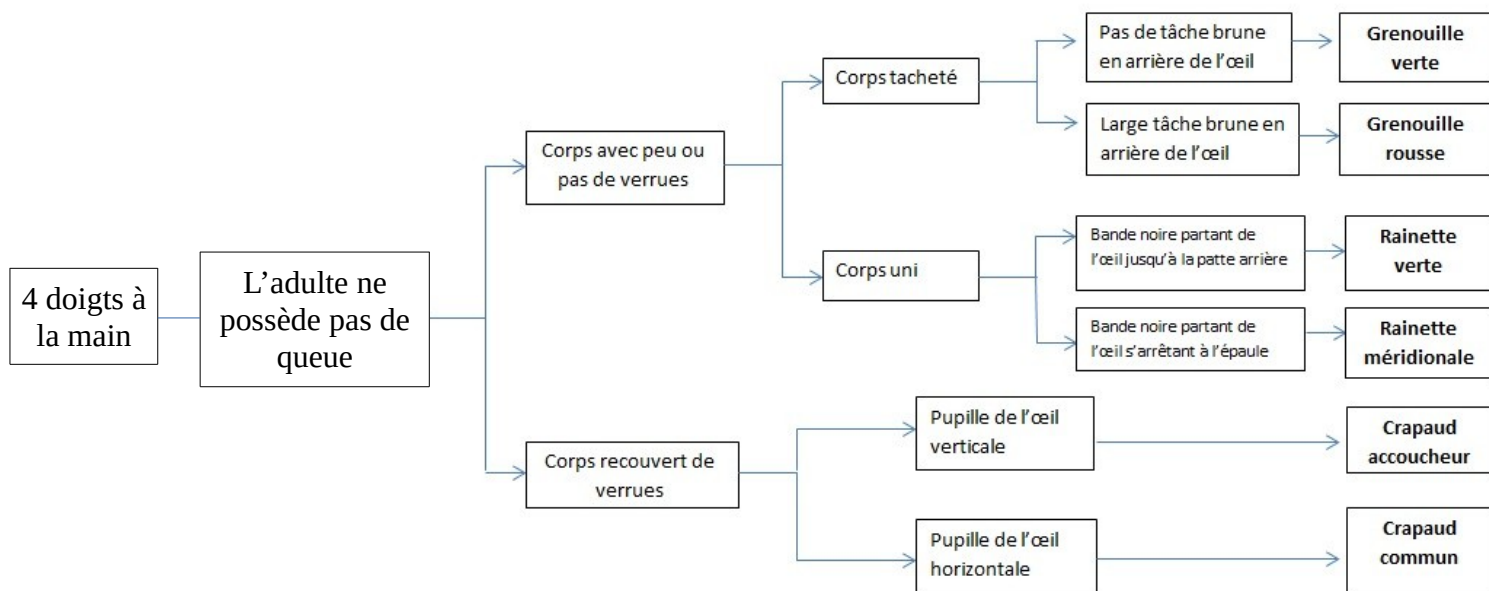 4 doigts à
la main
L’adulte ne
possède pas de
queue
Corps avec peu ou
pas de verrues
Corps tacheté
Pas de tâche brune
en arrière de l’œil
Grenouille
verte
Large tâche brune en
arrière de l’œil
Grenouille
rousse
Corps uni
Bande noire partant de
l’œil jusqu’à la patte arrière
Rainette
verte
Bande noire partant de
l’œil s’arrêtant à l’épaule
Rainette
méridionale
Corps recouvert de
verrues
Pupille de l’œil
verticale
Crapaud
accoucheur
Pupille de l’œil
horizontale
Crapaud
commun